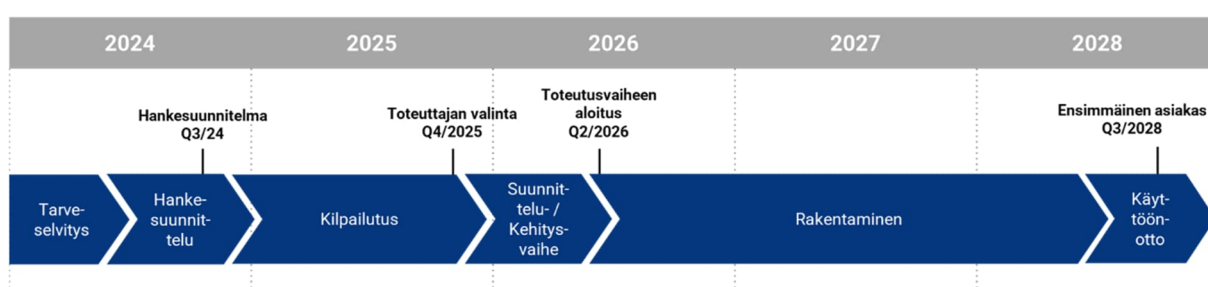 2024 2025 2026 2027 2028
Hankesuunnitelma
Q3/24
Toteuttajan valinta
Q4/2025
Toteutusvaiheen
aloitus
Q2/2026
Ensimmäinen asiakas
Q3/2028
Tarve-
selvitys
Hanke-
suunnit-
telu
Kilpailutus
Suunnit-
telu- /
Kehitys-
vaihe
Rakentaminen
Käyt-
töön-
otto